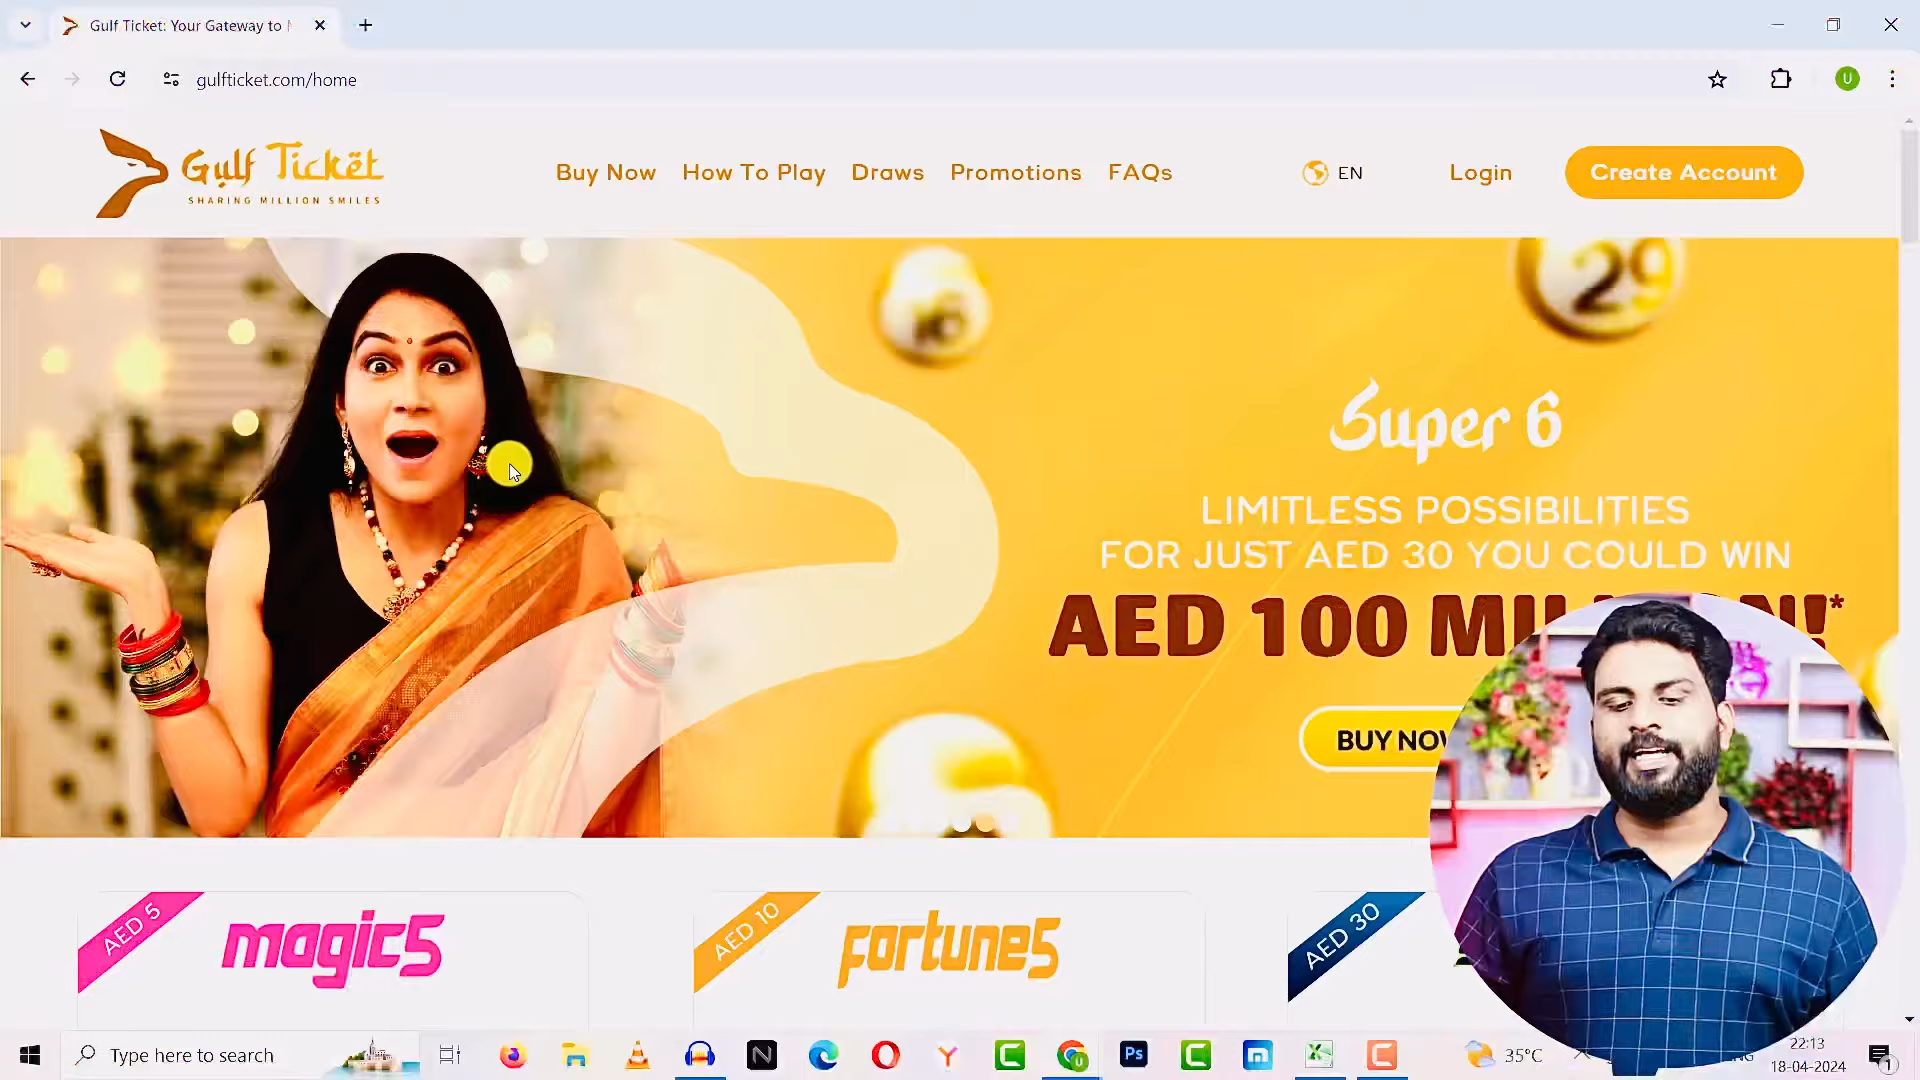 Gulf Ticket: Your Gateway to
gulfticket.com/home
U
Gulf Ticket
SHARING MILLION SMILES
Buy Now How To Play Draws Promotions FAQs
EN
Login
Create Account
29
Super 6
LIMITLESS POSSIBILITIES
FOR JUST AED 30 YOU COULD WIN
AED 100
BUY
AED 5
magic5
AED 10
fortune5
AED 30
Type here to search
35°C
22:13
18-04-2024
1